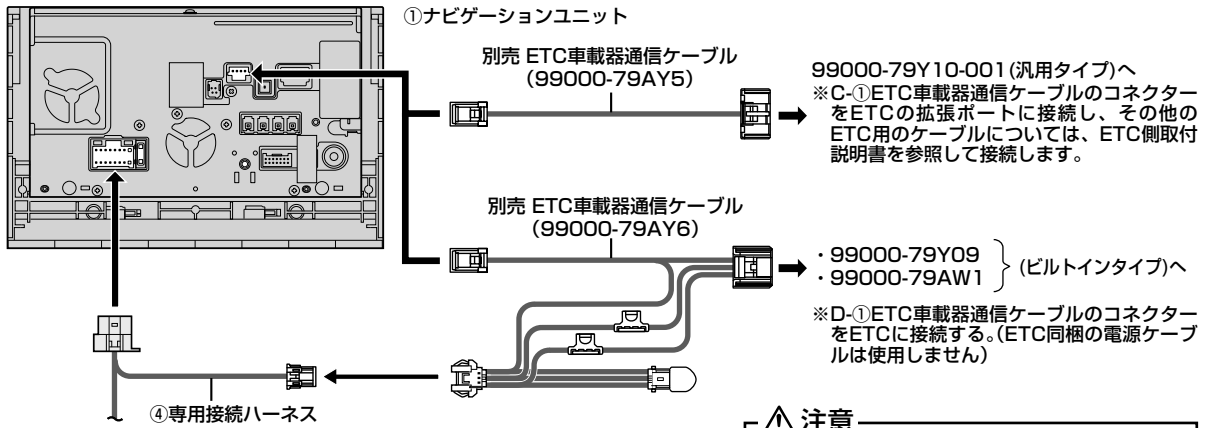 ①ナビゲーションユニット
別売 ETC車載器通信ケーブル
(99000-79AY5)
99000-79Y10-001(汎用タイプ)へ
※C-①ETC車載器通信ケーブルのコネクター
をETCの拡張ポートに接続し、その他の
ETC用のケーブルについては、ETC側取付
説明書を参照して接続します。
別売 ETC車載器通信ケーブル
(99000-79AY6)
・99000-79Y09
・99000-79AW1
(ビルトインタイプ)へ
※D-①ETC車載器通信ケーブルのコネクター
をETCに接続する。(ETC同梱の電源ケーブ
ルは使用しません)
④専用接続ハーネス
注意